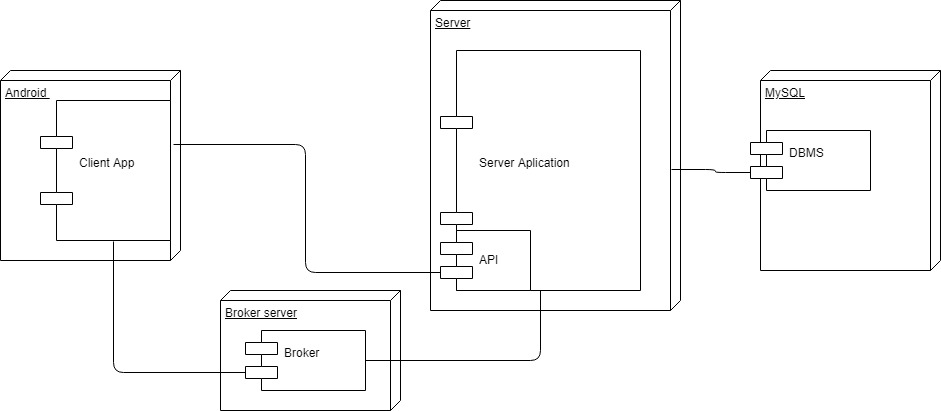 Server
Android
Client App
MySQL
DBMS
Server Aplication
API
Broker server
Broker